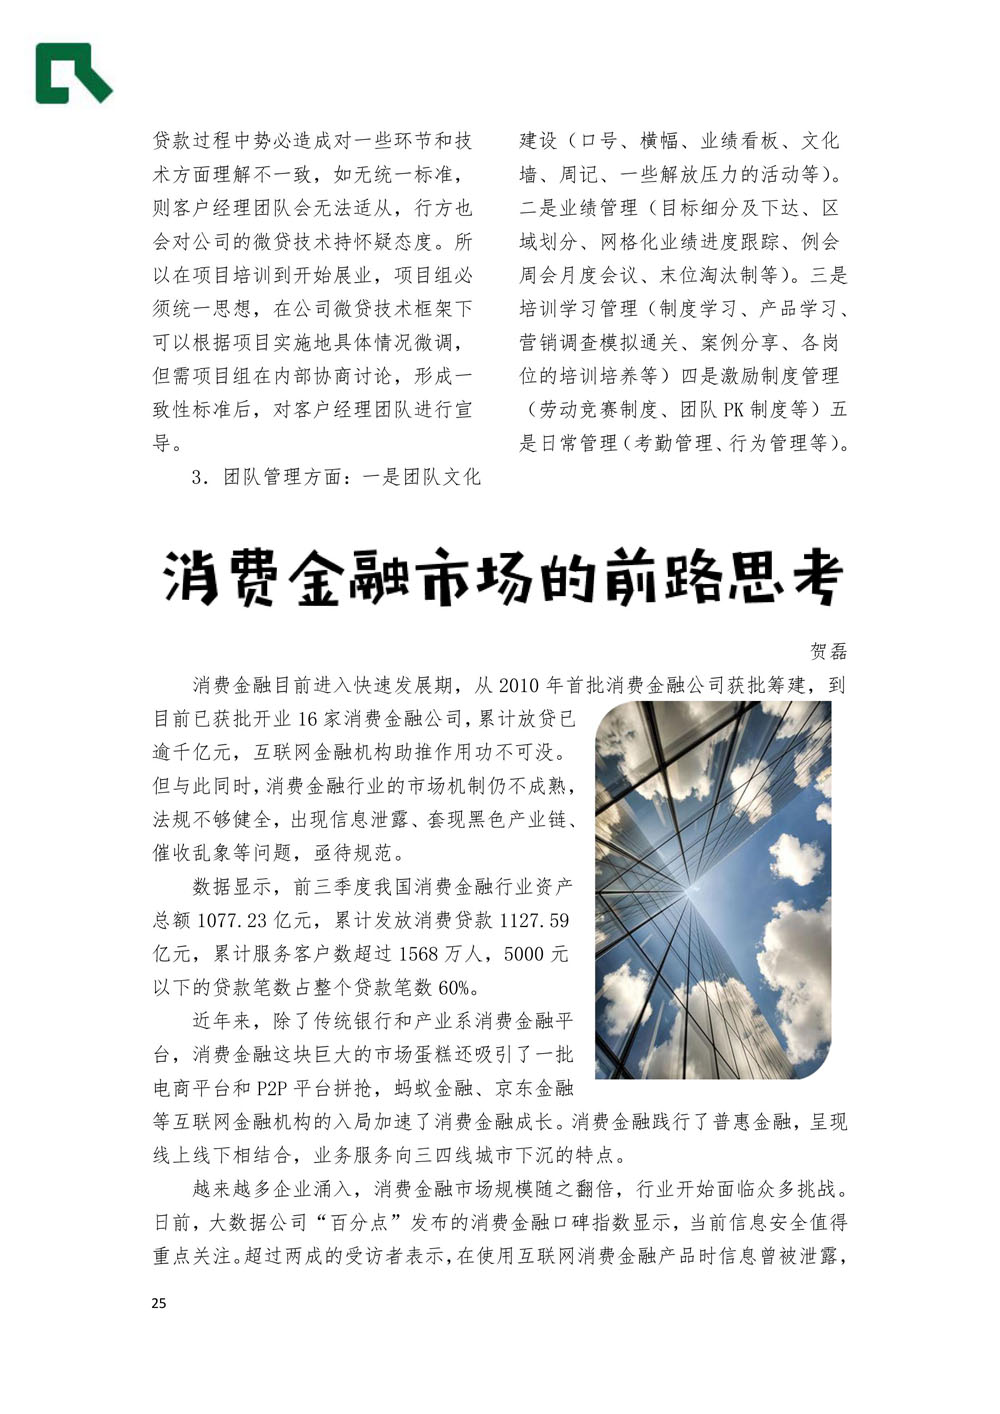 贷款过程中势必造成对一些环节和技
术方面理解不一致，如无统一标准，
则客户经理团队会无法适从，行方也
会对公司的微贷技术持怀疑态度。所
以在项目培训到开始展业，项目组必
须统一思想，在公司微贷技术框架下
可以根据项目实施地具体情况微调，
但需项目组在内部协商讨论，形成一
致性标准后，对客户经理团队进行宣
导。
3．团队管理方面：一是团队文化
建设（口号、横幅、业绩看板、文化
墙、周记、一些解放压力的活动等）。
二是业绩管理（目标细分及下达、区
域划分、网格化业绩进度跟踪、例会
周会月度会议、末位淘汰制等）。三是
培训学习管理（制度学习、产品学习、
营销调查模拟通关、案例分享、各岗
位的培训培养等）四是激励制度管理
（劳动竞赛制度、团队 PK 制度等）五
是日常管理（考勤管理、行为管理等）。
消费金融市场的前路思考
贺磊
消费金融目前进入快速发展期，从 2010 年首批消费金融公司获批筹建，到
目前已获批开业 16 家消费金融公司，累计放贷已
逾千亿元，互联网金融机构助推作用功不可没。
但与此同时，消费金融行业的市场机制仍不成熟，
法规不够健全，出现信息泄露、套现黑色产业链、
催收乱象等问题，亟待规范。
数据显示，前三季度我国消费金融行业资产
总额 1077.23 亿元，累计发放消费贷款 1127.59
亿元，累计服务客户数超过 1568 万人，5000 元
以下的贷款笔数占整个贷款笔数 60%。
近年来，除了传统银行和产业系消费金融平
台，消费金融这块巨大的市场蛋糕还吸引了一批
电商平台和 P2P 平台拼抢，蚂蚁金融、京东金融
等互联网金融机构的入局加速了消费金融成长。消费金融践行了普惠金融，呈现
线上线下相结合，业务服务向三四线城市下沉的特点。
越来越多企业涌入，消费金融市场规模随之翻倍，行业开始面临众多挑战。
日前，大数据公司“百分点”发布的消费金融口碑指数显示，当前信息安全值得
重点关注。超过两成的受访者表示，在使用互联网消费金融产品时信息曾被泄露，
25